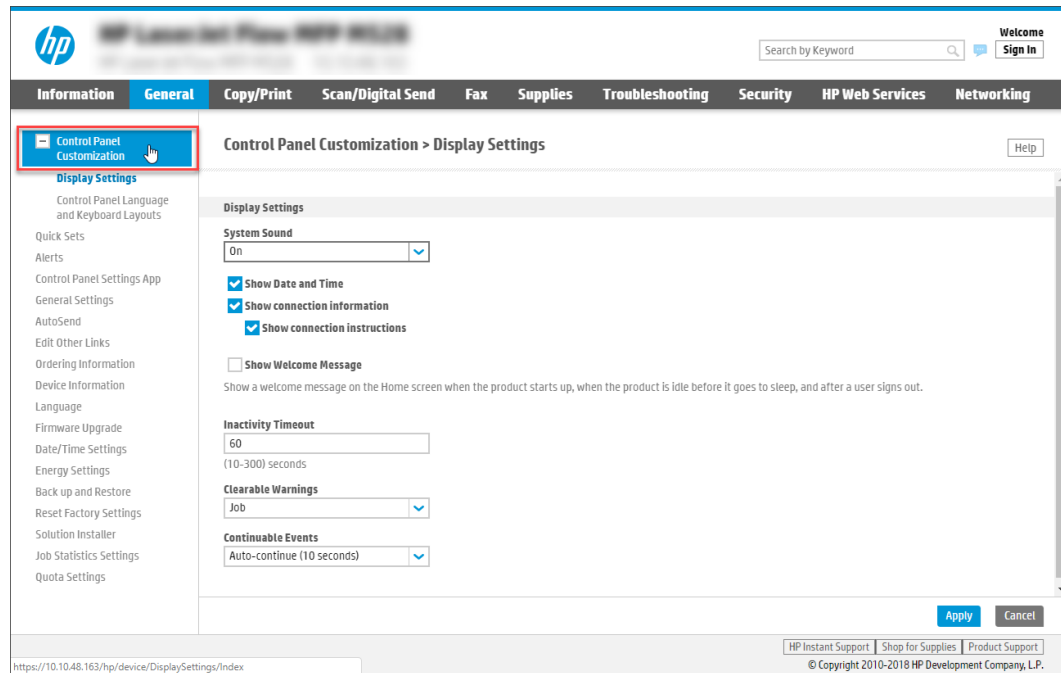 hp
Welcome
Search by Keyword
Sign In
Information General Copy/Print Scan/Digital Send Fax Supplies Troubleshooting Security HP Web Services Networking
Control Panel
Customization
Display Settings
Control Panel Language
and Keyboard Layouts
Quick Sets
Alerts
Control Panel Settings App
General Settings
AutoSend
Edit Other Links
Ordering Information
Device Information
Language
Firmware Upgrade
Date/Time Settings
Energy Settings
Back up and Restore
Reset Factory Settings
Solution Installer
Job Statistics Settings
Quota Settings
Control Panel Customization > Display Settings
Help
Display Settings
System Sound
On
Show Date and Time
Show connection information
Show connection instructions
Show Welcome Message
Show a welcome message on the Home screen when the product starts up, when the product is idle before it goes to sleep, and after a user signs out.
Inactivity Timeout
60
(10-300) seconds
Clearable Warnings
Job
Continuable Events
Auto-continue (10 seconds)
Apply Cancel
HP Instant Support Shop for Supplies Product Support
https://10.10.48.163/hp/device/DisplaySettings/Index
© Copyright 2010-2018 HP Development Company, L.P.